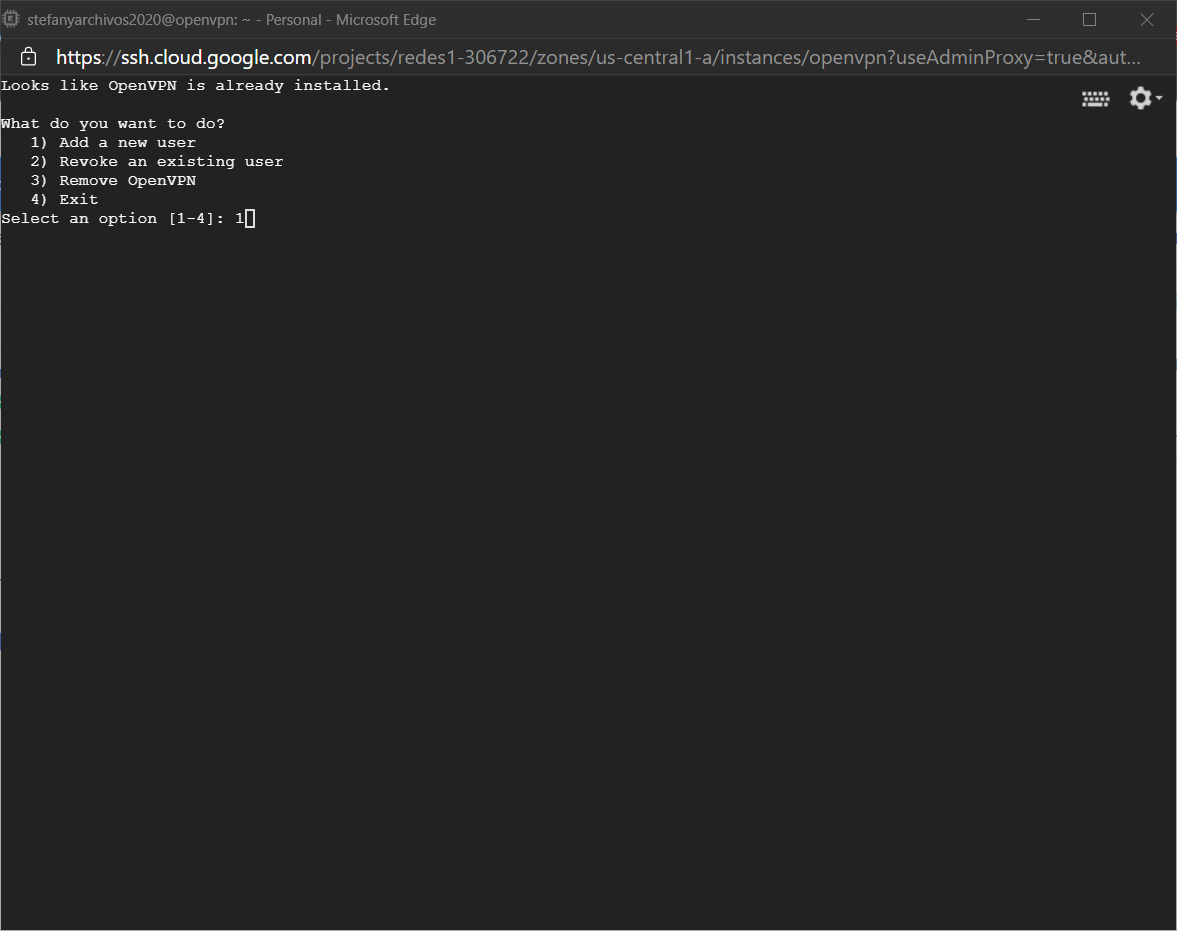 stefanyarchivos2020@openvpn: ~ - Personal - Microsoft Edge
https://ssh.cloud.google.com/projects/redes1-306722/zones/us-central1-a/instances/openvpn?useAdminProxy=true&aut...
Looks like OpenVPN is already installed.
What do you want to do?
1) Add a new user
2) Revoke an existing user
3) Remove OpenVPN
4) Exit
Select an option [1-4]: 1